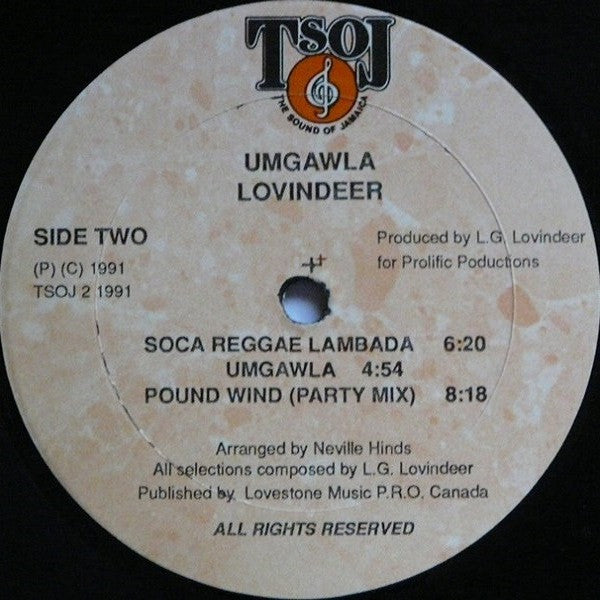 TSOJ
THE SOUND OF JAMAICA
UMGAWLA
LOVINDEER
SIDE TWO
(P) (C) 1991
TSOJ 2 1991
Produced by L.G. Lovindeer
for Prolific Poductions
SOCA REGGAE LAMBADA 6:20
UMGAWLA 4:54
POUND WIND (PARTY MIX) 8:18
Arranged by Neville Hinds
All selections composed by L.G. Lovindeer
Published by Lovestone Music P.R.O. Canada
ALL RIGHTS RESERVED